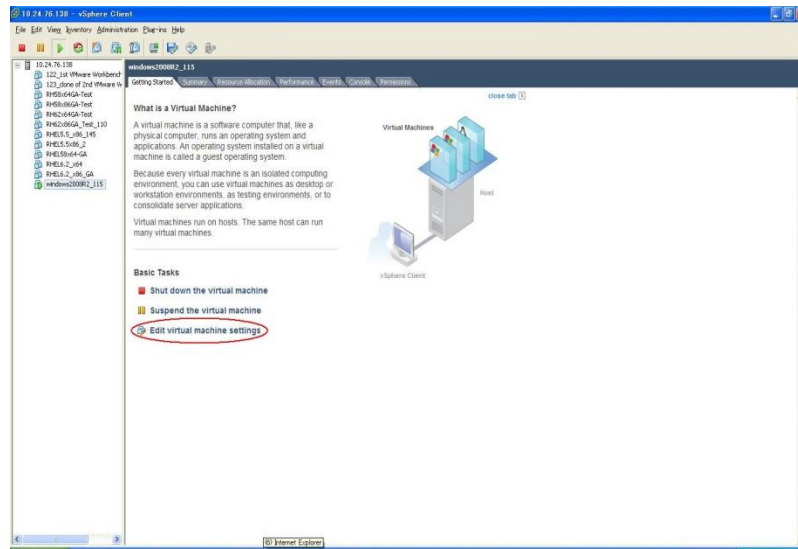 10.24.76.138 - vSphere Client
File Edit View Inventory Administration Plug-ins Help
10.24.76.138
122_1st VMware Workbench
123_clone of 2nd VMware W
RH58x64GA-Test
RH58x86GA-Test
RH62x64GA-Test
RH62x86GA_Test_110
RHEL5.5_x86_145
RHEL5.5x86_2
RHEL58x64-GA
RHEL6.2_x64
RHEL6.2_x86_GA
windows2008R2_115
windows2008R2_115
Getting Started Summary Resource Allocation Performance Events Console Permissions
close tab
What is a Virtual Machine?
A virtual machine is a software computer that, like a
physical computer, runs an operating system and
applications. An operating system installed on a virtual
machine is called a guest operating system.
Because every virtual machine is an isolated computing
environment, you can use virtual machines as desktop or
workstation environments, as testing environments, or to
consolidate server applications.
Virtual machines run on hosts. The same host can run
many virtual machines.
Virtual Machines
Host
vSphere Client
Basic Tasks
Shut down the virtual machine
Suspend the virtual machine
Edit virtual machine settings
Internet Explorer